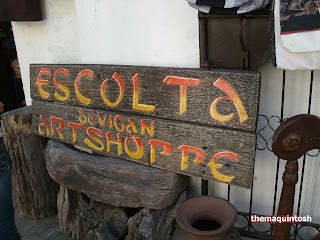 ESCOLTA
de VIGAN
ARTSHOPPE
themaquintosh